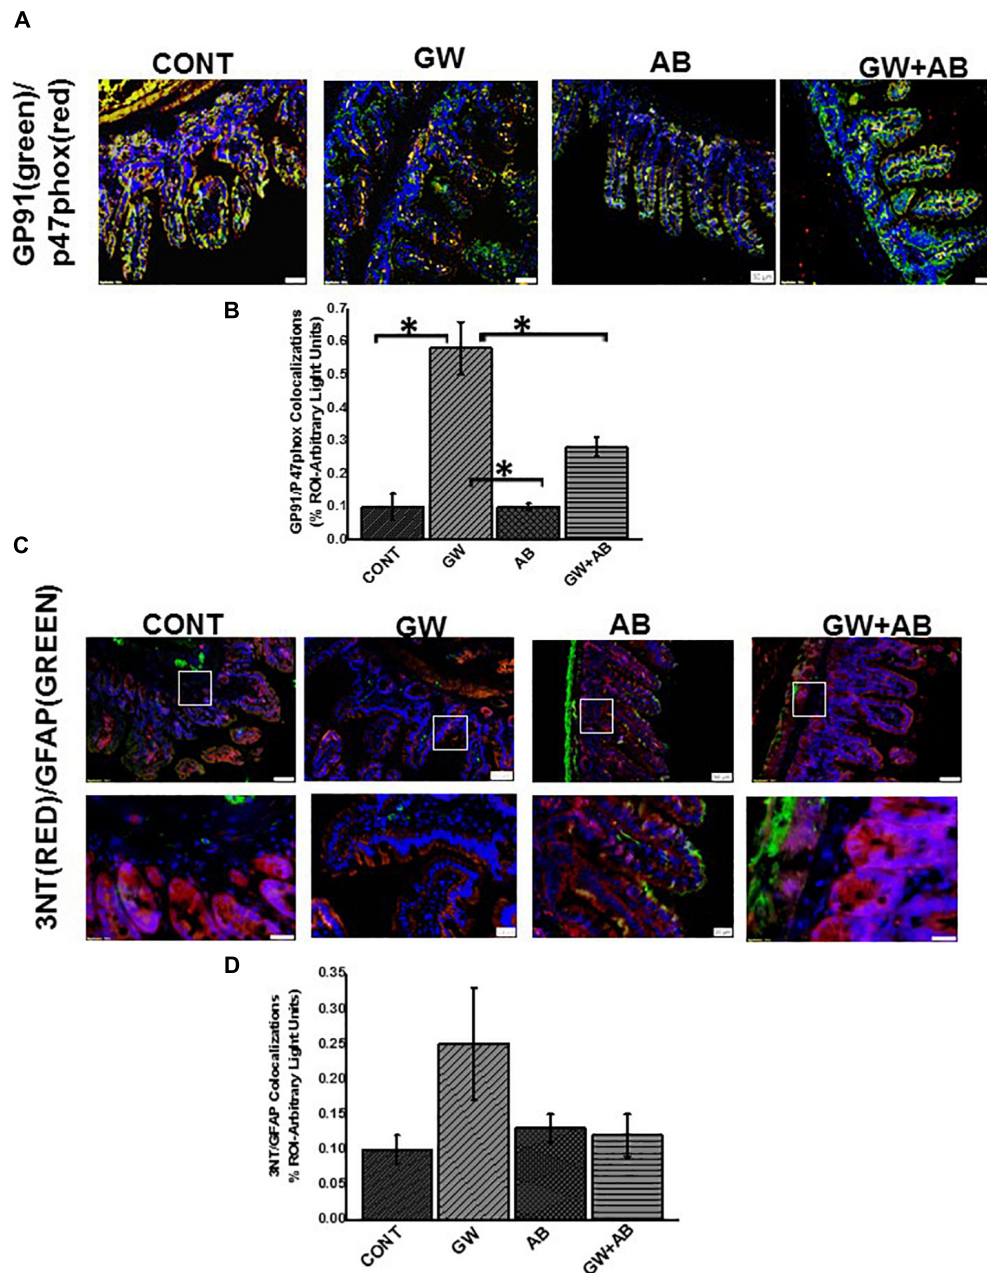 A
CONT
GW
AB
GW+AB
GP91(green)/
p47phox(red)
50 µm
B
GP91/P47phox Colocalizations
(% ROI-Arbitrary Light Units)
0.7
0.6
0.5
0.4
0.3
0.2
0.1
0.0
*
*
*
CONT
GW
AB
GW+AB
C
CONT
GW
AB
GW+AB
3NT(RED)/GFAP(GREEN)
D
3NT/GFAP Colocalizations
% ROI-Arbitrary Light Units)
0.35
0.30
0.25
0.20
0.15
0.10
0.05
0.00
CONT
GW
AB
GW+AB